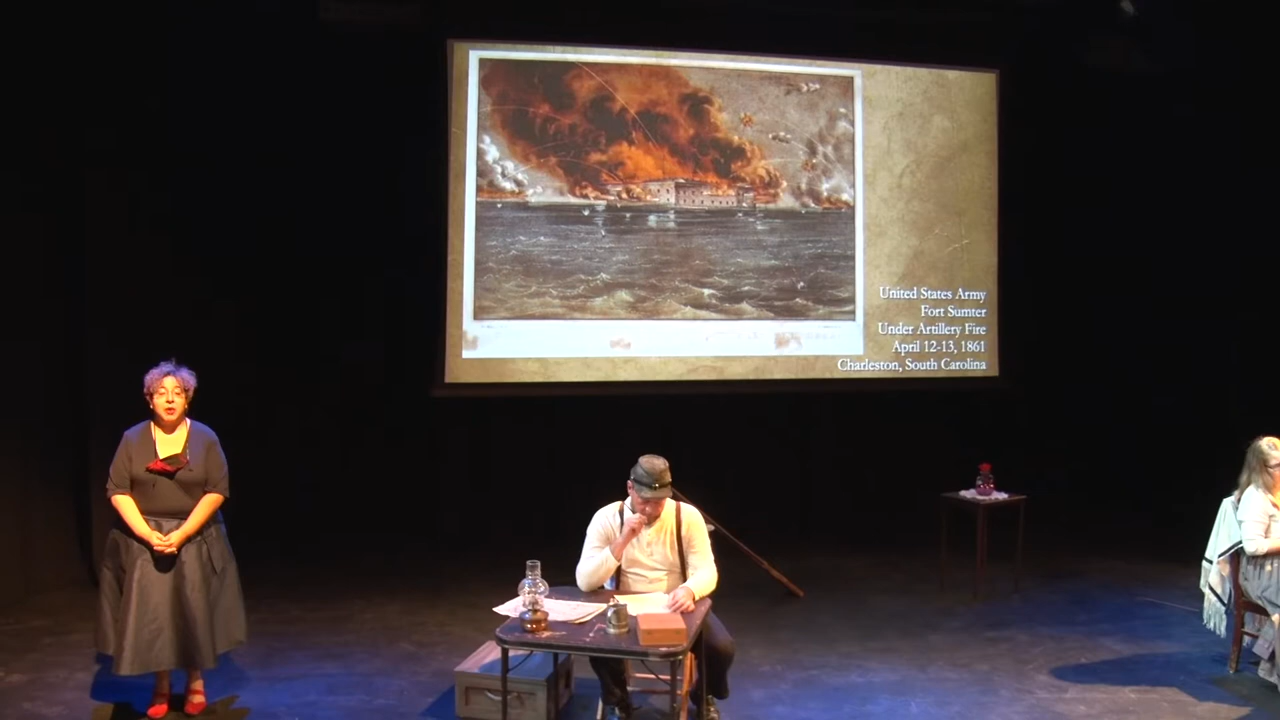 United States Army
Fort Sumter
Under Artillery Fire
April 12-13, 1861
Charleston, South Carolina